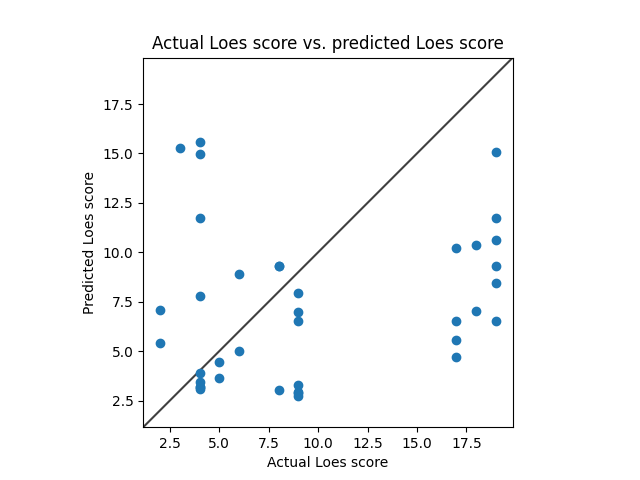 Actual Loes score vs. predicted Loes score
17.5
15.0
12.5
10.0
7.5
5.0
2.5
Predicted Loes score
2.5 5.0 7.5 10.0 12.5 15.0 17.5
Actual Loes score